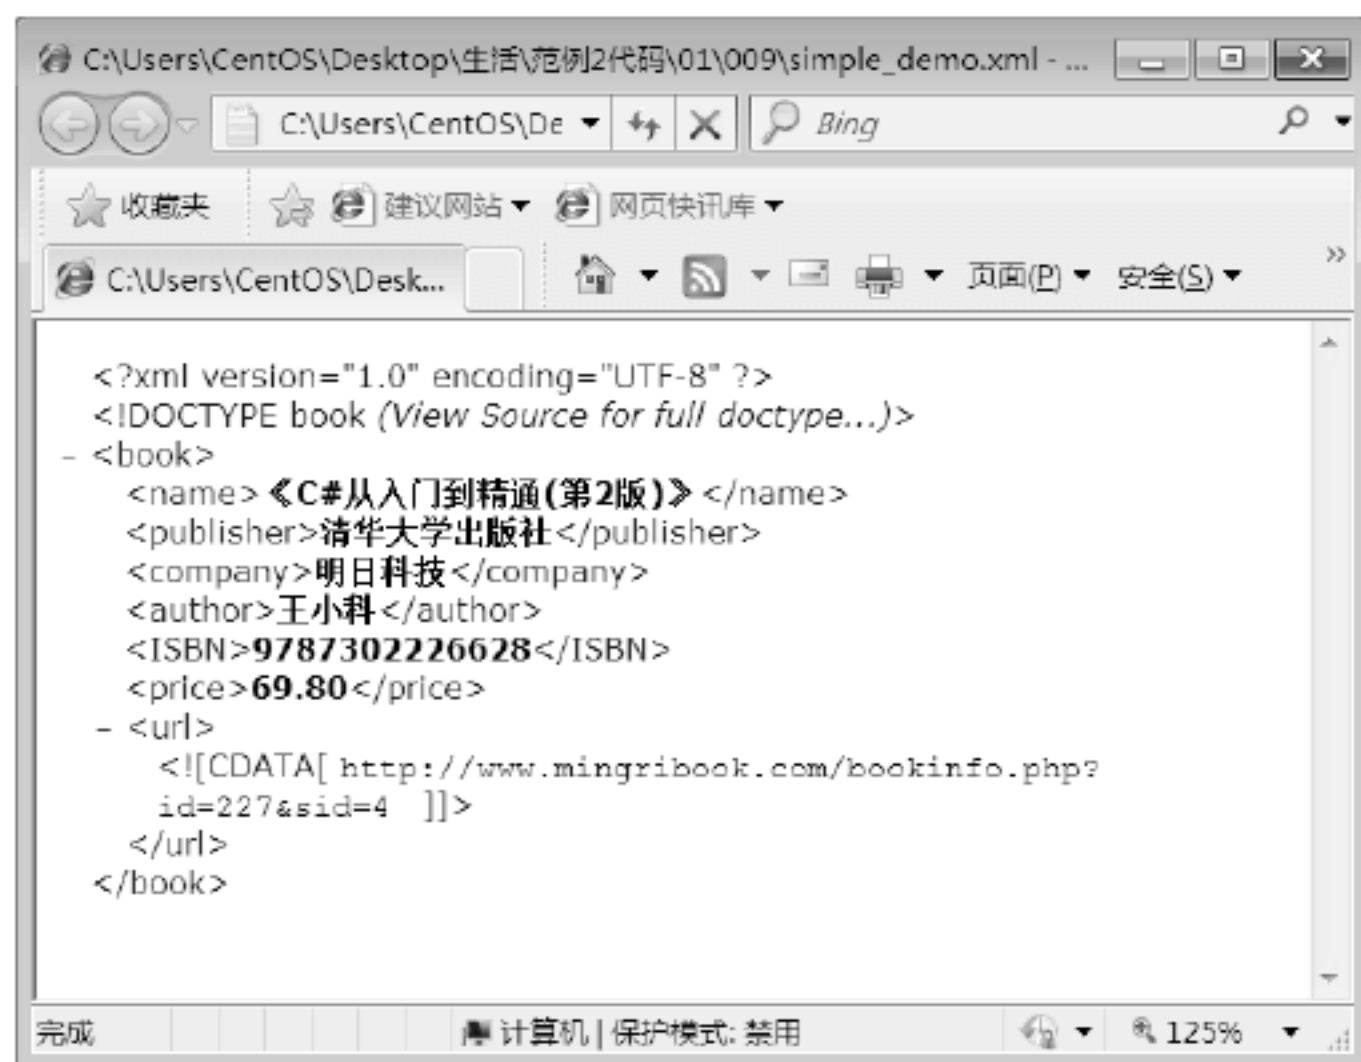 C:\Users\CentOS\Desktop\生活\范例2代码\01\009\simple_demo.xml - ...
C:\Users\CentOS\De Bing
收藏夹 建议网站 网页快讯库
C:\Users\CentOS\Desk... 页面(P) 安全(S) »
<?xml version="1.0" encoding="UTF-8" ?>
<!DOCTYPE book (View Source for full doctype...)>
- <book>
<name>《C#从入门到精通(第2版)》</name>
<publisher>清华大学出版社</publisher>
<company>明日科技</company>
<author>王小科</author>
<ISBN>9787302226628</ISBN>
<price>69.80</price>
- <url>
<![CDATA[ http://www.mingribook.com/bookinfo.php?
id=227&sid=4 ]]>
</url>
</book>
完成 计算机 | 保护模式: 禁用 125%